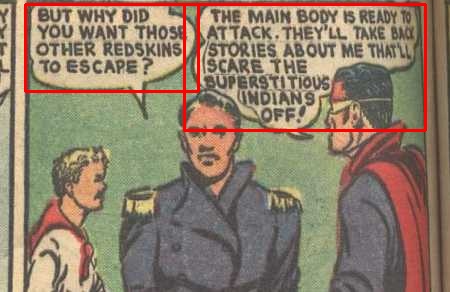 BUT WHY DID
YOU WANT THOSE
OTHER REDSKINS
TO ESCAPE?
THE MAIN BODY IS READY TO
ATTACK. THEY'LL TAKE BACK
STORIES ABOUT ME THAT'LL
SCARE THE
SUPERSTITIOUS
INDIANS
OFF!